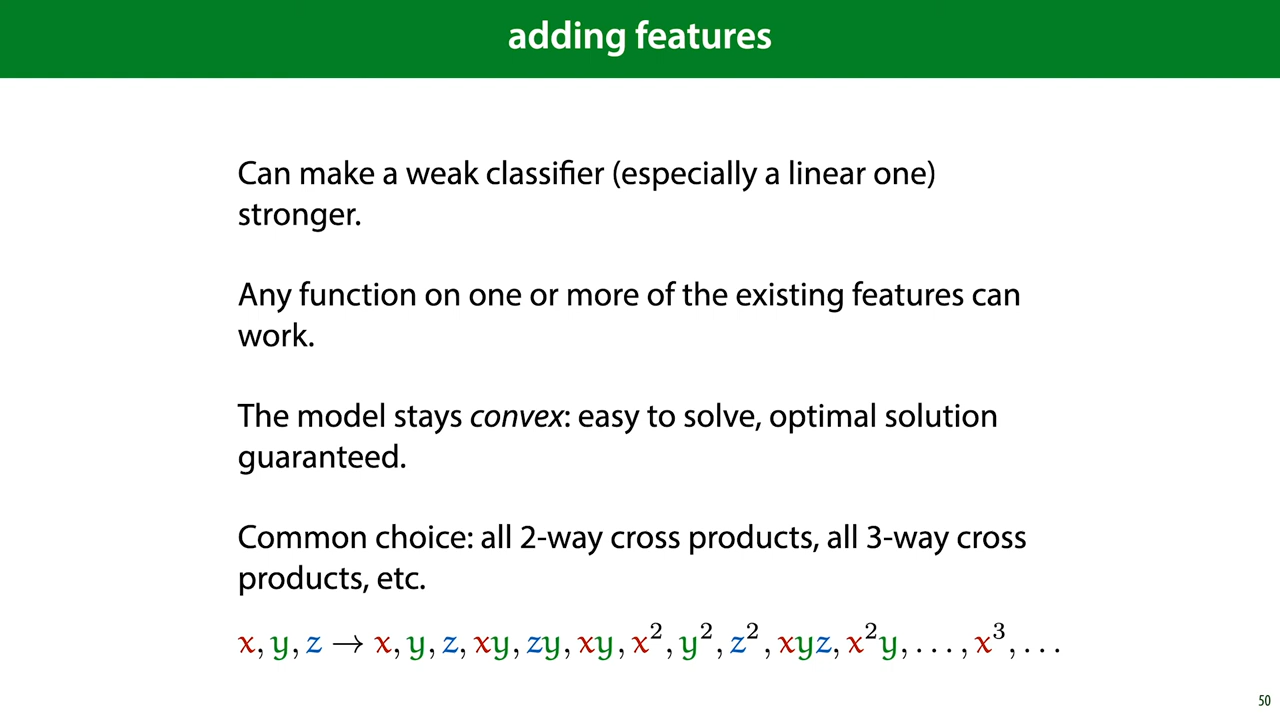 adding features
Can make a weak classifier (especially a linear one)
stronger.
Any function on one or more of the existing features can
work.
The model stays convex: easy to solve, optimal solution
guaranteed.
Common choice: all 2-way cross products, all 3-way cross
products, etc.
x, y, z → x, y, z, xy, zy, xy, x², y², z², xyz, x²y, . . . , x³, . . .
50